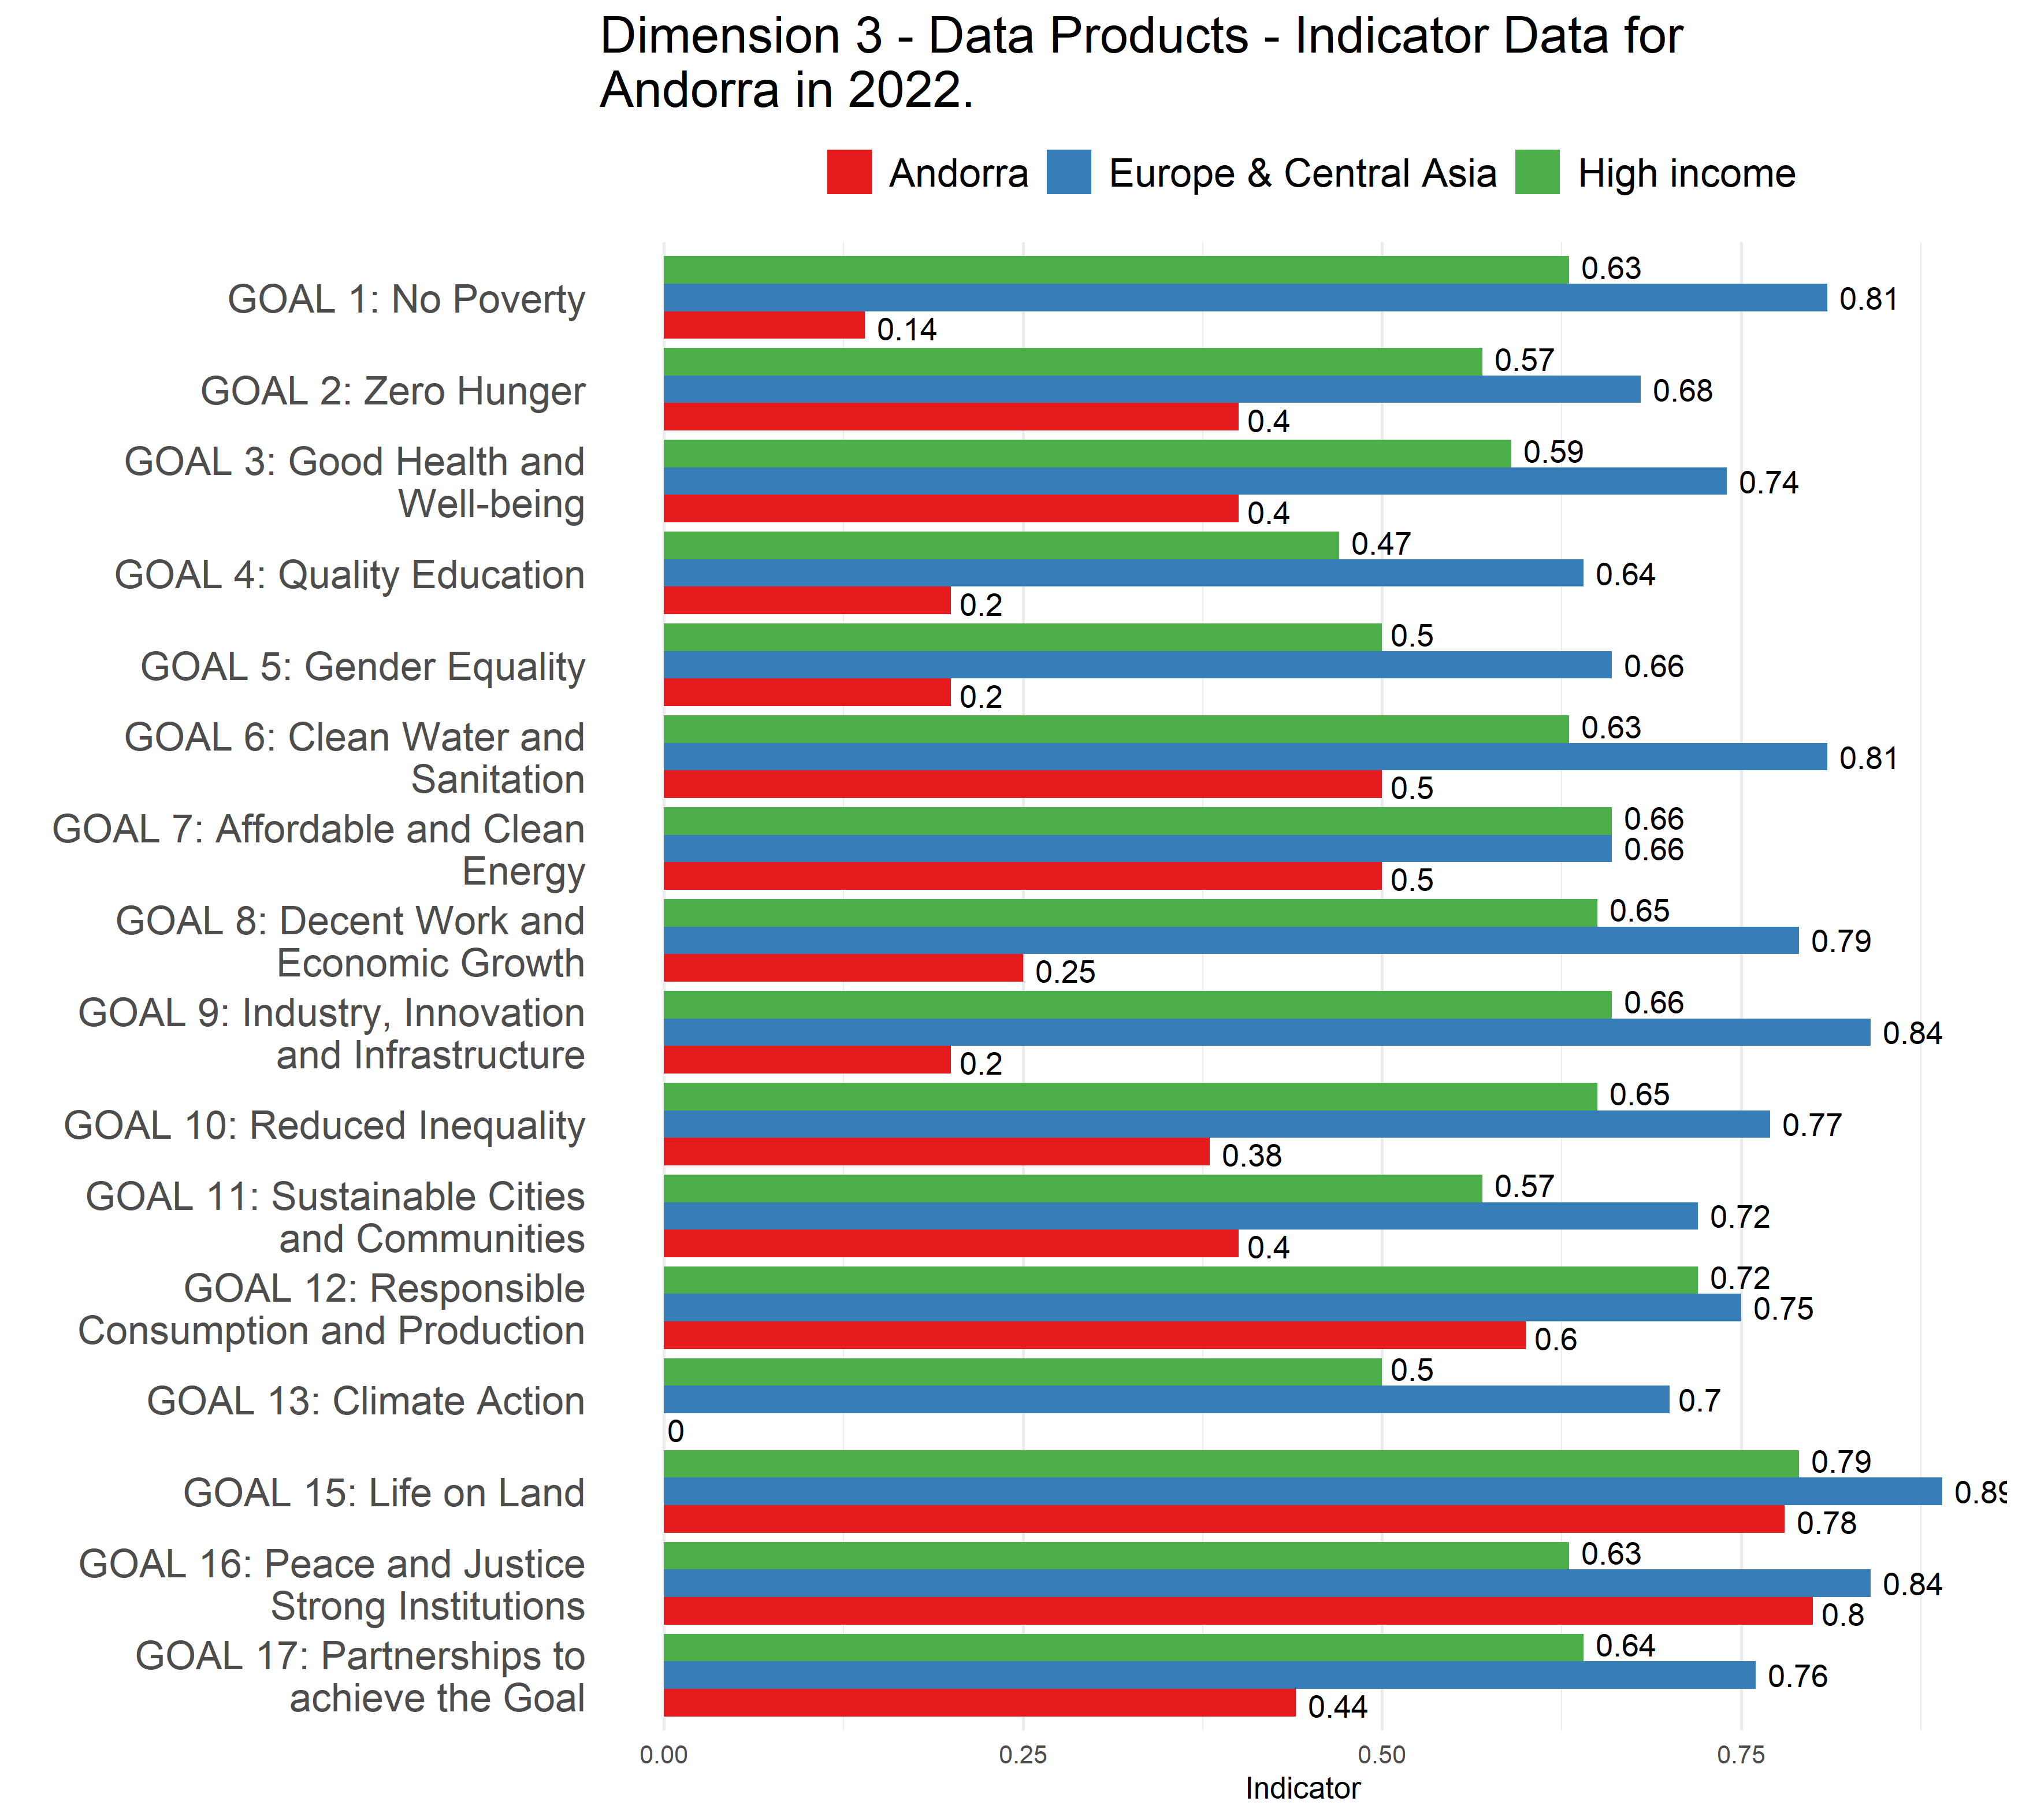 Dimension 3 - Data Products - Indicator Data for
Andorra in 2022.
Andorra Europe & Central Asia High income
GOAL 1: No Poverty
0.63
0.81
0.14
GOAL 2: Zero Hunger
0.57
0.68
0.4
GOAL 3: Good Health and
Well-being
0.59
0.74
0.4
GOAL 4: Quality Education
0.47
0.64
0.2
GOAL 5: Gender Equality
0.5
0.66
0.2
GOAL 6: Clean Water and
Sanitation
0.63
0.81
0.5
GOAL 7: Affordable and Clean
Energy
0.66
0.66
0.5
GOAL 8: Decent Work and
Economic Growth
0.65
0.79
0.25
GOAL 9: Industry, Innovation
and Infrastructure
0.66
0.84
0.2
GOAL 10: Reduced Inequality
0.65
0.77
0.38
GOAL 11: Sustainable Cities
and Communities
0.57
0.72
0.4
GOAL 12: Responsible
Consumption and Production
0.72
0.75
0.6
GOAL 13: Climate Action
0.5
0.7
0
GOAL 15: Life on Land
0.79
0.89
0.78
GOAL 16: Peace and Justice
Strong Institutions
0.63
0.84
0.8
GOAL 17: Partnerships to
achieve the Goal
0.64
0.76
0.44
0.00 0.25 0.50 0.75
Indicator